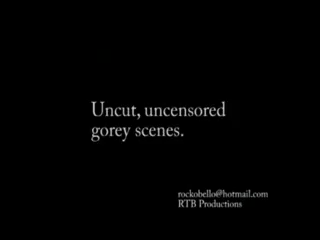 Uncut, uncensored
gorey scenes.
rockobello@hotmail.com
RTB Productions